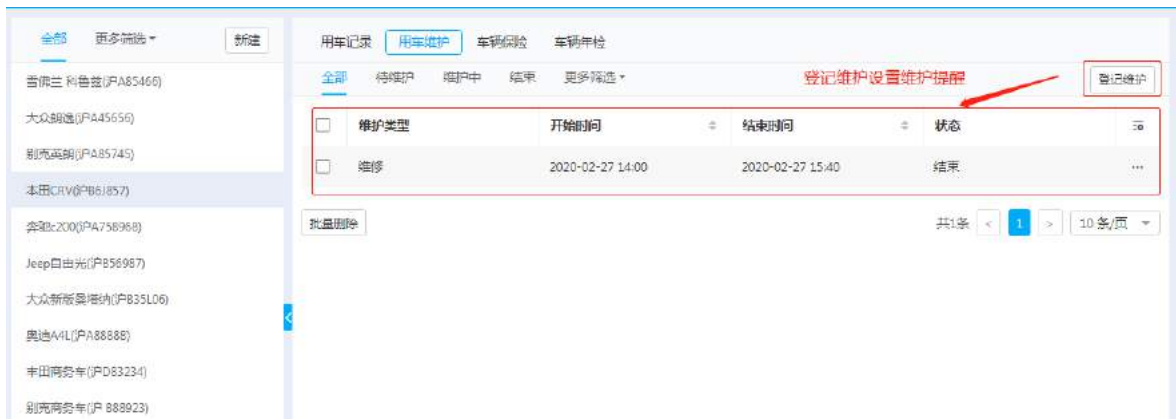 全部 更多筛选 新建
雪佛兰 科鲁兹(沪A85466)
大众朗逸(沪A45656)
别克英朗(沪A85745)
本田CRV(沪B6J857)
奔驰c200(沪A758968)
Jeep自由光(沪B56987)
大众新版桑塔纳(沪B35L06)
奥迪A4L(沪A88888)
丰田商务车(沪D83234)
别克商务车(沪 888923)
用车记录 用车维护 车辆保险 车辆年检
全部 待维护 维护中 结束 更多筛选
登记维护设置维护提醒
登记维护
维护类型 开始时间 结束时间 状态
维修 2020-02-27 14:00 2020-02-27 15:40 结束 ...
批量删除
共1条 < 1 > 10 条/页